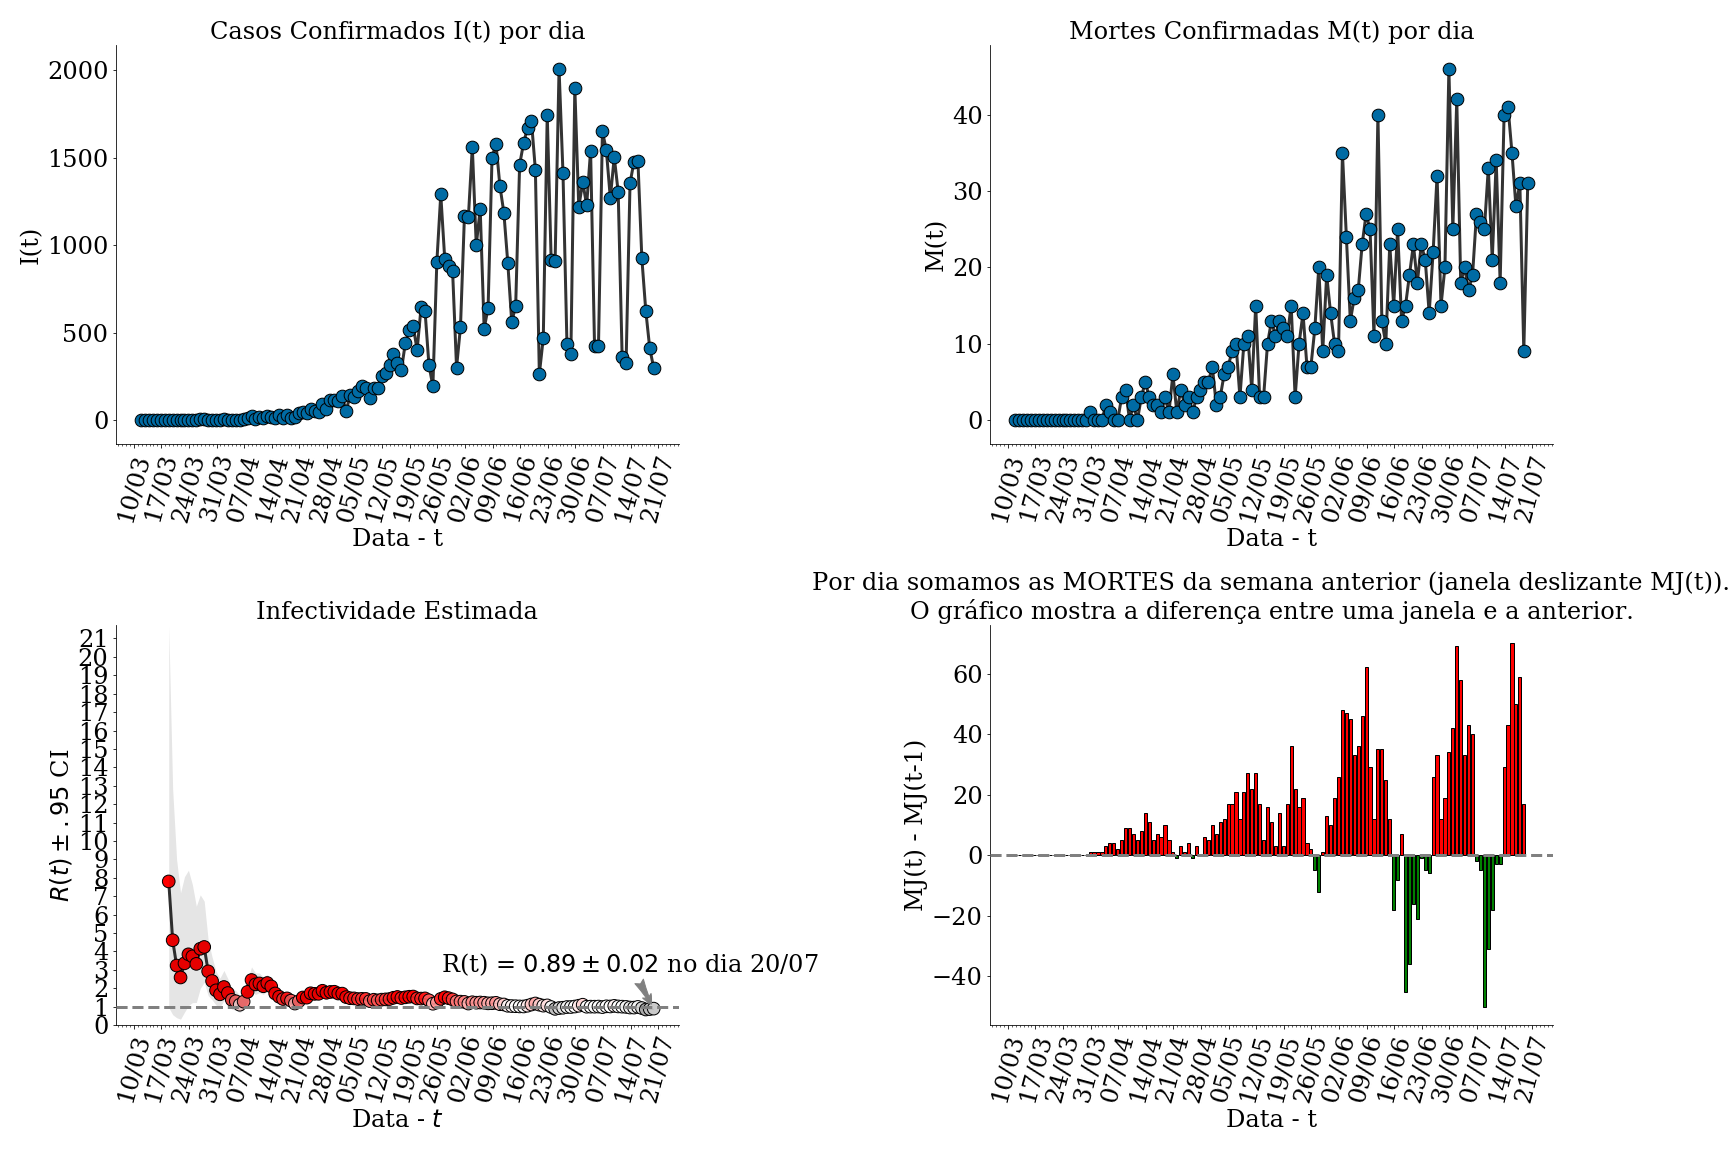 Casos Confirmados I(t) por dia
I(t)
2000
1500
1000
500
0
10/03 17/03 24/03 31/03 07/04 14/04 21/04 28/04 05/05 12/05 19/05 26/05 02/06 09/06 16/06 23/06 30/06 07/07 14/07 21/07
Data - t
Mortes Confirmadas M(t) por dia
M(t)
40
30
20
10
0
10/03 17/03 24/03 31/03 07/04 14/04 21/04 28/04 05/05 12/05 19/05 26/05 02/06 09/06 16/06 23/06 30/06 07/07 14/07 21/07
Data - t
Infectividade Estimada
R(t) ± .95 CI
21
20
19
18
17
16
15
14
13
12
11
10
9
8
7
6
5
4
3
2
1
0
R(t) = 0.89 ± 0.02 no dia 20/07
10/03 17/03 24/03 31/03 07/04 14/04 21/04 28/04 05/05 12/05 19/05 26/05 02/06 09/06 16/06 23/06 30/06 07/07 14/07 21/07
Data - t
Por dia somamos as MORTES da semana anterior (janela deslizante MJ(t)).
O gráfico mostra a diferença entre uma janela e a anterior.
MJ(t) - MJ(t-1)
60
40
20
0
−20
−40
10/03 17/03 24/03 31/03 07/04 14/04 21/04 28/04 05/05 12/05 19/05 26/05 02/06 09/06 16/06 23/06 30/06 07/07 14/07 21/07
Data - t